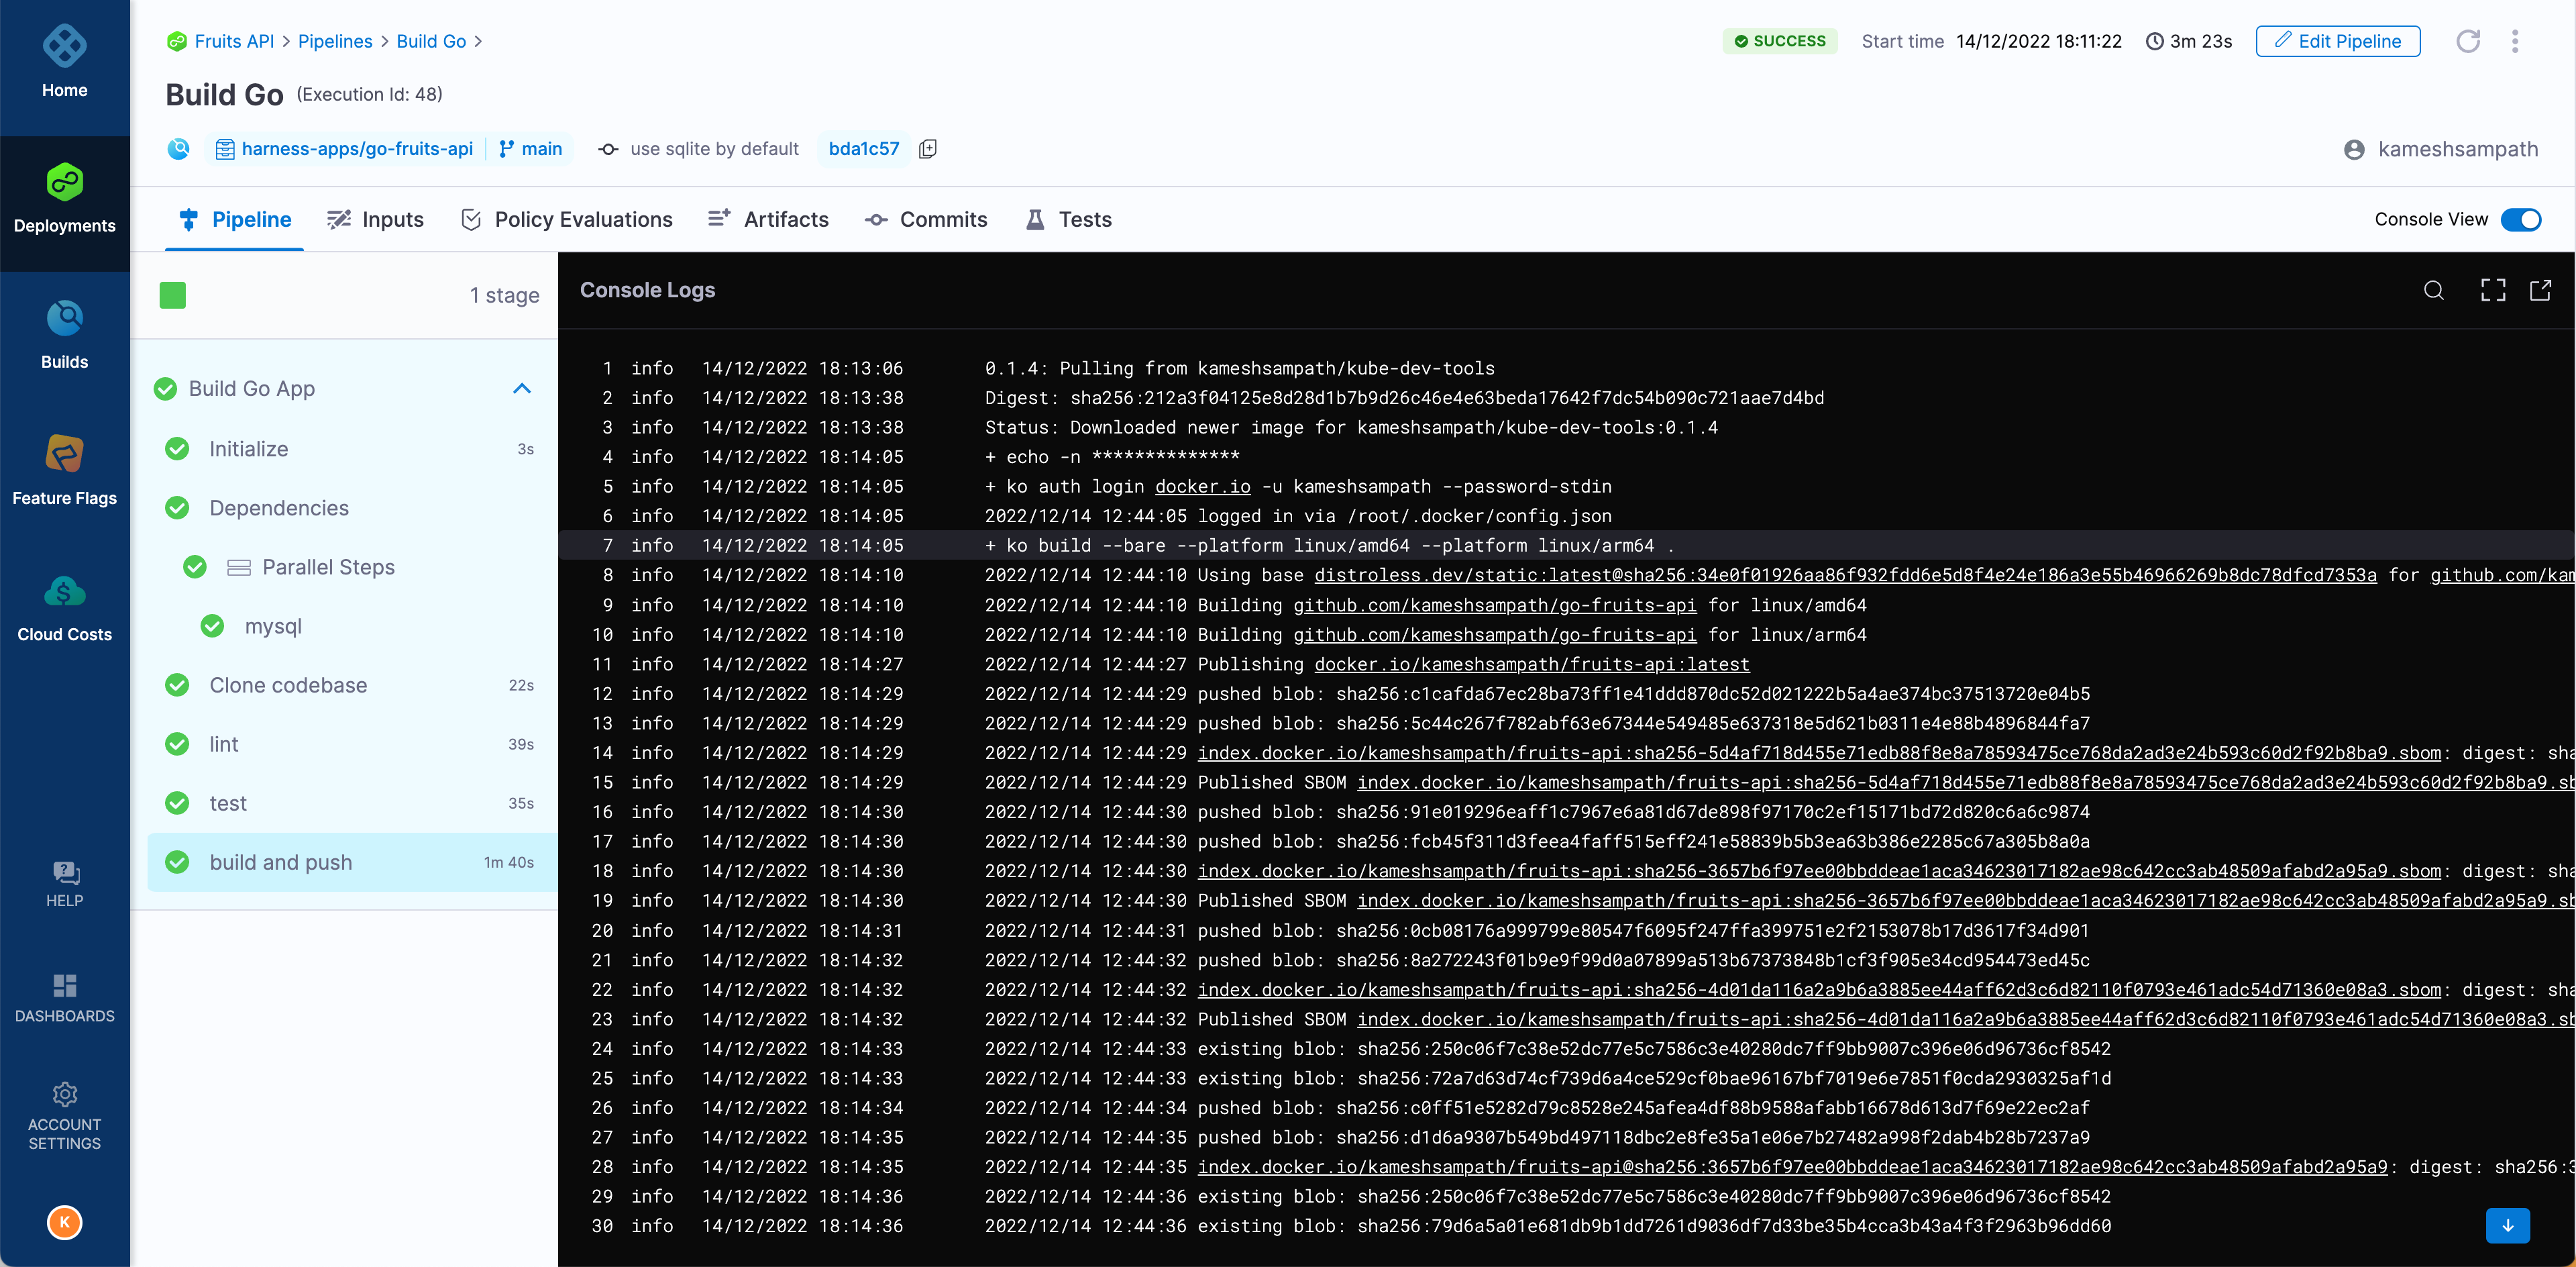 Home
Deployments
Builds
Feature Flags
Cloud Costs
HELP
DASHBOARDS
ACCOUNT
SETTINGS
K
Fruits API > Pipelines > Build Go >
SUCCESS Start time 14/12/2022 18:11:22 3m 23s Edit Pipeline
Build Go (Execution Id: 48)
harness-apps/go-fruits-api main use sqlite by default bda1c57 kameshsampath
Pipeline Inputs Policy Evaluations Artifacts Commits Tests Console View
1 stage
Build Go App
Initialize 3s
Dependencies
Parallel Steps
mysql
Clone codebase 22s
lint 39s
test 35s
build and push 1m 40s
Console Logs
1 info 14/12/2022 18:13:06 0.1.4: Pulling from kameshsampath/kube-dev-tools
2 info 14/12/2022 18:13:38 Digest: sha256:212a3f04125e8d28d1b7b9d26c46e4e63beda17642f7dc54b090c721aae7d4bd
3 info 14/12/2022 18:13:38 Status: Downloaded newer image for kameshsampath/kube-dev-tools:0.1.4
4 info 14/12/2022 18:14:05 + echo -n **************
5 info 14/12/2022 18:14:05 + ko auth login docker.io -u kameshsampath --password-stdin
6 info 14/12/2022 18:14:05 2022/12/14 12:44:05 logged in via /root/.docker/config.json
7 info 14/12/2022 18:14:05 + ko build --bare --platform linux/amd64 --platform linux/arm64 .
8 info 14/12/2022 18:14:10 2022/12/14 12:44:10 Using base distroless.dev/static:latest@sha256:34e0f01926aa86f932fdd6e5d8f4e24e186a3e55b46966269b8dc78dfcd7353a for github.com/kam
9 info 14/12/2022 18:14:10 2022/12/14 12:44:10 Building github.com/kameshsampath/go-fruits-api for linux/amd64
10 info 14/12/2022 18:14:10 2022/12/14 12:44:10 Building github.com/kameshsampath/go-fruits-api for linux/arm64
11 info 14/12/2022 18:14:27 2022/12/14 12:44:27 Publishing docker.io/kameshsampath/fruits-api:latest
12 info 14/12/2022 18:14:29 2022/12/14 12:44:29 pushed blob: sha256:c1cafda67ec28ba73ff1e41ddd870dc52d021222b5a4ae374bc37513720e04b5
13 info 14/12/2022 18:14:29 2022/12/14 12:44:29 pushed blob: sha256:5c44c267f782abf63e67344e549485e637318e5d621b0311e4e88b4896844fa7
14 info 14/12/2022 18:14:29 2022/12/14 12:44:29 index.docker.io/kameshsampath/fruits-api:sha256-5d4af718d455e71edb88f8e8a78593475ce768da2ad3e24b593c60d2f92b8ba9.sbom: digest: sha
15 info 14/12/2022 18:14:29 2022/12/14 12:44:29 Published SBOM index.docker.io/kameshsampath/fruits-api:sha256-5d4af718d455e71edb88f8e8a78593475ce768da2ad3e24b593c60d2f92b8ba9.sb
16 info 14/12/2022 18:14:30 2022/12/14 12:44:30 pushed blob: sha256:91e019296eaff1c7967e6a81d67de898f97170c2ef15171bd72d820c6a6c9874
17 info 14/12/2022 18:14:30 2022/12/14 12:44:30 pushed blob: sha256:fcb45f311d3feea4faff515eff241e58839b5b3ea63b386e2285c67a305b8a0a
18 info 14/12/2022 18:14:30 2022/12/14 12:44:30 index.docker.io/kameshsampath/fruits-api:sha256-3657b6f97ee00bbddeae1aca34623017182ae98c642cc3ab48509afabd2a95a9.sbom: digest: sha
19 info 14/12/2022 18:14:30 2022/12/14 12:44:30 Published SBOM index.docker.io/kameshsampath/fruits-api:sha256-3657b6f97ee00bbddeae1aca34623017182ae98c642cc3ab48509afabd2a95a9.sb
20 info 14/12/2022 18:14:31 2022/12/14 12:44:31 pushed blob: sha256:0cb08176a999799e80547f6095f247ffa399751e2f2153078b17d3617f34d901
21 info 14/12/2022 18:14:32 2022/12/14 12:44:32 pushed blob: sha256:8a272243f01b9e9f99d0a07899a513b67373848b1cf3f905e34cd954473ed45c
22 info 14/12/2022 18:14:32 2022/12/14 12:44:32 index.docker.io/kameshsampath/fruits-api:sha256-4d01da116a2a9b6a3885ee44aff62d3c6d82110f0793e461adc54d71360e08a3.sbom: digest: sha
23 info 14/12/2022 18:14:32 2022/12/14 12:44:32 Published SBOM index.docker.io/kameshsampath/fruits-api:sha256-4d01da116a2a9b6a3885ee44aff62d3c6d82110f0793e461adc54d71360e08a3.sb
24 info 14/12/2022 18:14:33 2022/12/14 12:44:33 existing blob: sha256:250c06f7c38e52dc77e5c7586c3e40280dc7ff9bb9007c396e06d96736cf8542
25 info 14/12/2022 18:14:33 2022/12/14 12:44:33 existing blob: sha256:72a7d63d74cf739d6a4ce529cf0bae96167bf7019e6e7851f0cda2930325af1d
26 info 14/12/2022 18:14:34 2022/12/14 12:44:34 pushed blob: sha256:c0ff51e5282d79c8528e245afea4df88b9588afabb16678d613d7f69e22ec2af
27 info 14/12/2022 18:14:35 2022/12/14 12:44:35 pushed blob: sha256:d1d6a9307b549bd497118dbc2e8fe35a1e06e7b27482a998f2dab4b28b7237a9
28 info 14/12/2022 18:14:35 2022/12/14 12:44:35 index.docker.io/kameshsampath/fruits-api@sha256:3657b6f97ee00bbddeae1aca34623017182ae98c642cc3ab48509afabd2a95a9: digest: sha256:3
29 info 14/12/2022 18:14:36 2022/12/14 12:44:36 existing blob: sha256:250c06f7c38e52dc77e5c7586c3e40280dc7ff9bb9007c396e06d96736cf8542
30 info 14/12/2022 18:14:36 2022/12/14 12:44:36 existing blob: sha256:79d6a5a01e681db9b1dd7261d9036df7d33be35b4cca3b43a4f3f2963b96dd60